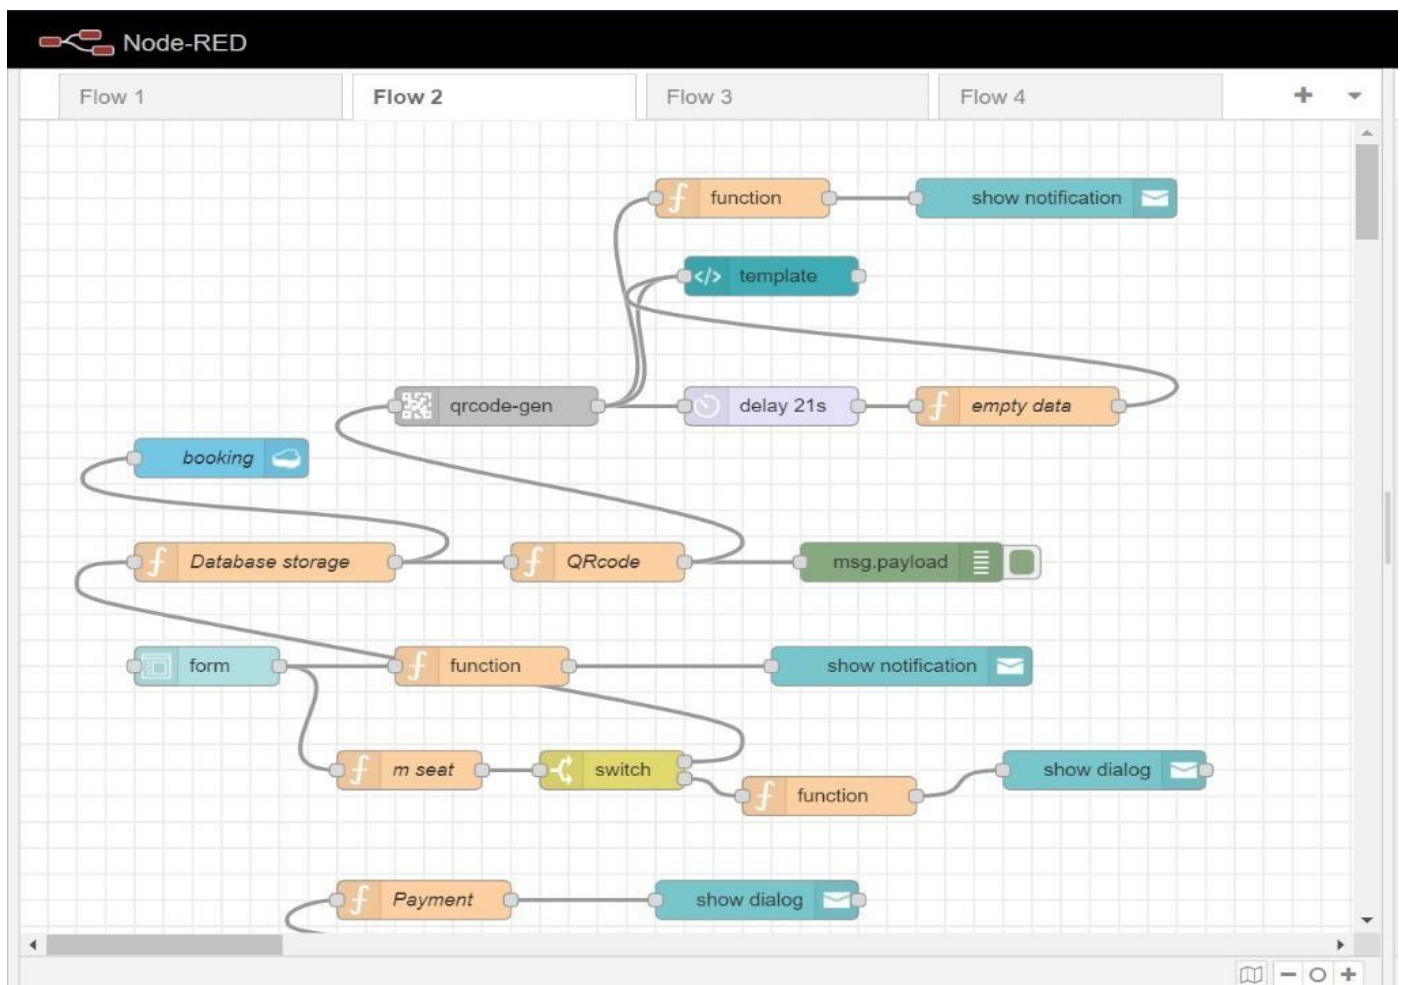 Node-RED
Flow 1
Flow 2
Flow 3
Flow 4
function
show notification
</> template
qrcode-gen
delay 21s
empty data
booking
Database storage
QRcode
msg.payload
form
function
show notification
m seat
switch
function
show dialog
Payment
show dialog